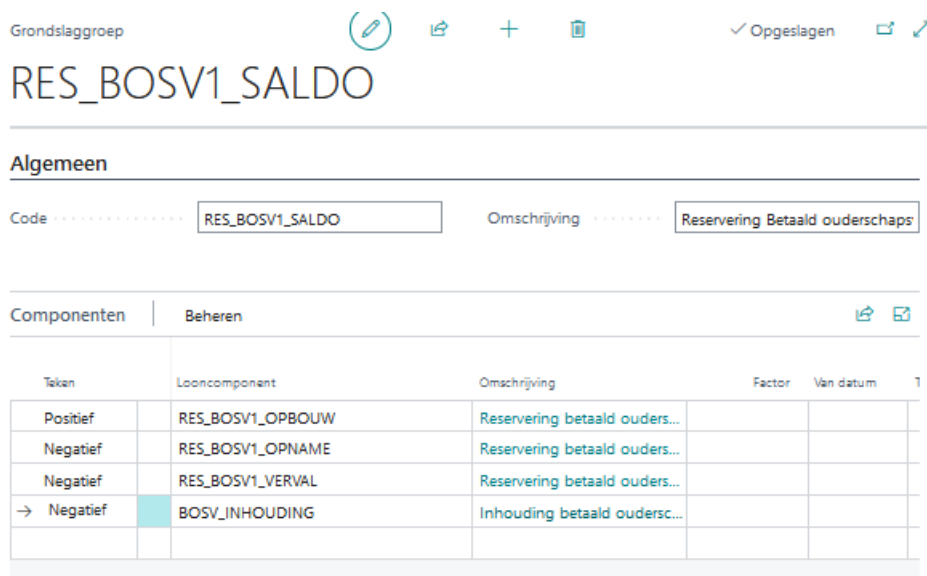 Grondslaggroep
Opgeslagen
RES_BOSV1_SALDO
Algemeen
Code RES_BOSV1_SALDO Omschrijving Reservering Betaald ouderschaps
Componenten Beheren
Teken Looncomponent Omschrijving Factor Van datum T
Positief RES_BOSV1_OPBOUW Reservering betaald ouders...
Negatief RES_BOSV1_OPNAME Reservering betaald ouders...
Negatief RES_BOSV1_VERVAL Reservering betaald ouders...
Negatief BOSV_INHOUDING Inhouding betaald oudersc...